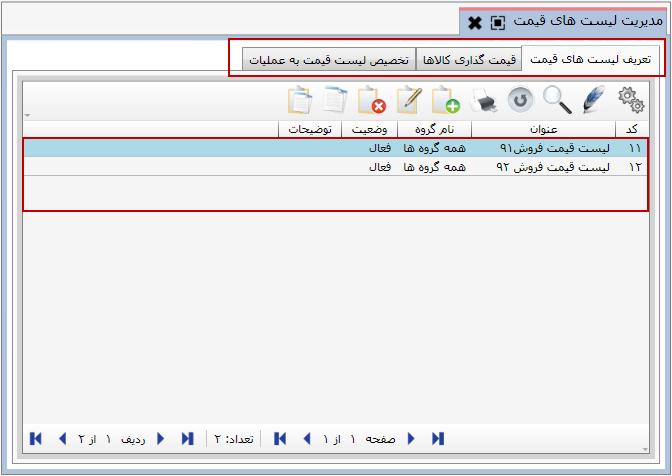 مدیریت لیست های قیمت
تعریف لیست های قیمت قیمت گذاری کالاها تخصیص لیست قیمت به عملیات
کد عنوان نام گروه وضعیت توضیحات
۱۱ لیست قیمت فروش۹۱ همه گروه ها فعال
۱۲ لیست قیمت فروش ۹۲ همه گروه ها فعال
صفحه ۱ از ۱ تعداد: ۲ ردیف ۱ از ۲